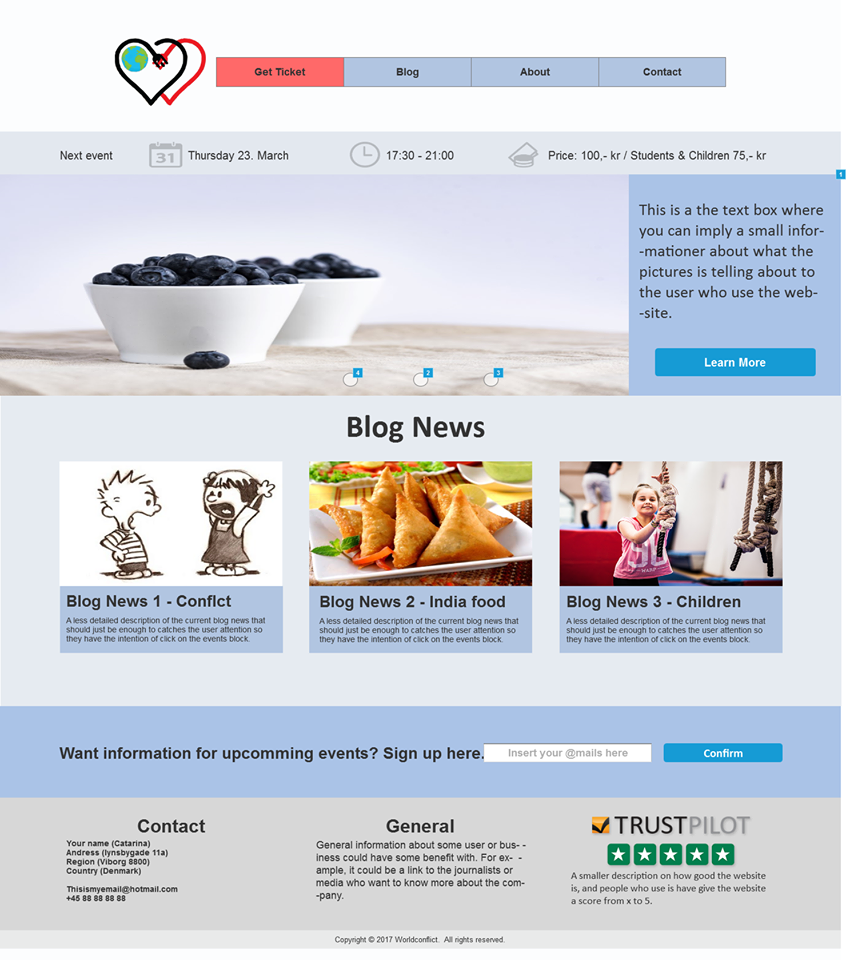 Get Ticket
Blog
About
Contact
Next event
31
Thursday 23. March
17:30 - 21:00
Price: 100,- kr / Students & Children 75,- kr
1
This is a the text box where
you can imply a small infor-
-mationer about what the
pictures is telling about to
the user who use the web-
-site.
Learn More
4
2
3
Blog News
Blog News 1 - Conflct
A less detailed description of the current blog news that
should just be enough to catches the user attention so
they have the intention of click on the events block.
Blog News 2 - India food
A less detailed description of the current blog news that
should just be enough to catches the user attention so
they have the intention of click on the events block.
Blog News 3 - Children
A less detailed description of the current blog news that
should just be enough to catches the user attention so
they have the intention of click on the events block.
Want information for upcomming events? Sign up here.
Insert your @mails here
Confirm
Contact
Your name (Catarina)
Andress (lynsbygade 11a)
Region (Viborg 8800)
Country (Denmark)
Thisismyemail@hotmail.com
+45 88 88 88 88
General
General information about some user or bus- -
iness could have some benefit with. For ex- -
ample, it could be a link to the journalists or
media who want to know more about the com-
-pany.
TRUSTPILOT
A smaller description on how good the website
is, and people who use is have give the website
a score from x to 5.
Copyright © 2017 Worldconflict. All rights reserved.